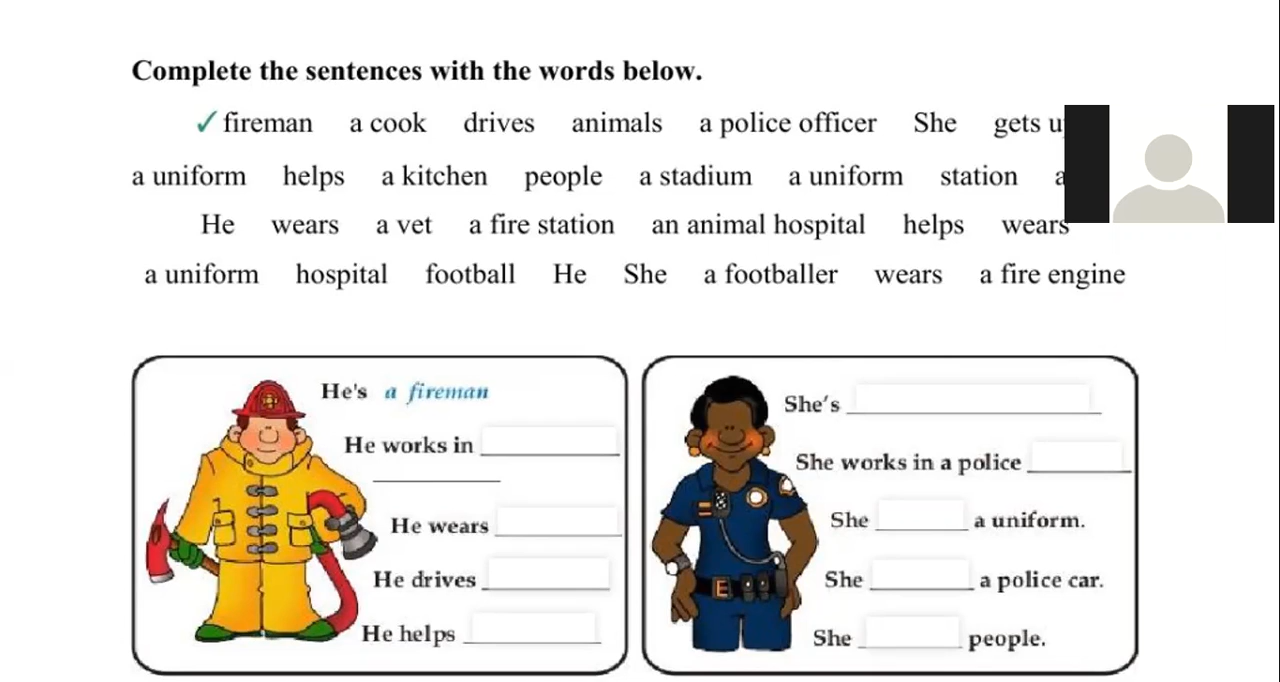 Complete the sentences with the words below.
✓ fireman a cook drives animals a police officer She gets
a uniform helps a kitchen people a stadium a uniform station
He wears a vet a fire station an animal hospital helps wears
a uniform hospital football He She a footballer wears a fire engine
He's a fireman
He works in
He wears
He drives
He helps
She's
She works in a police
She a uniform.
She a police car.
She people.